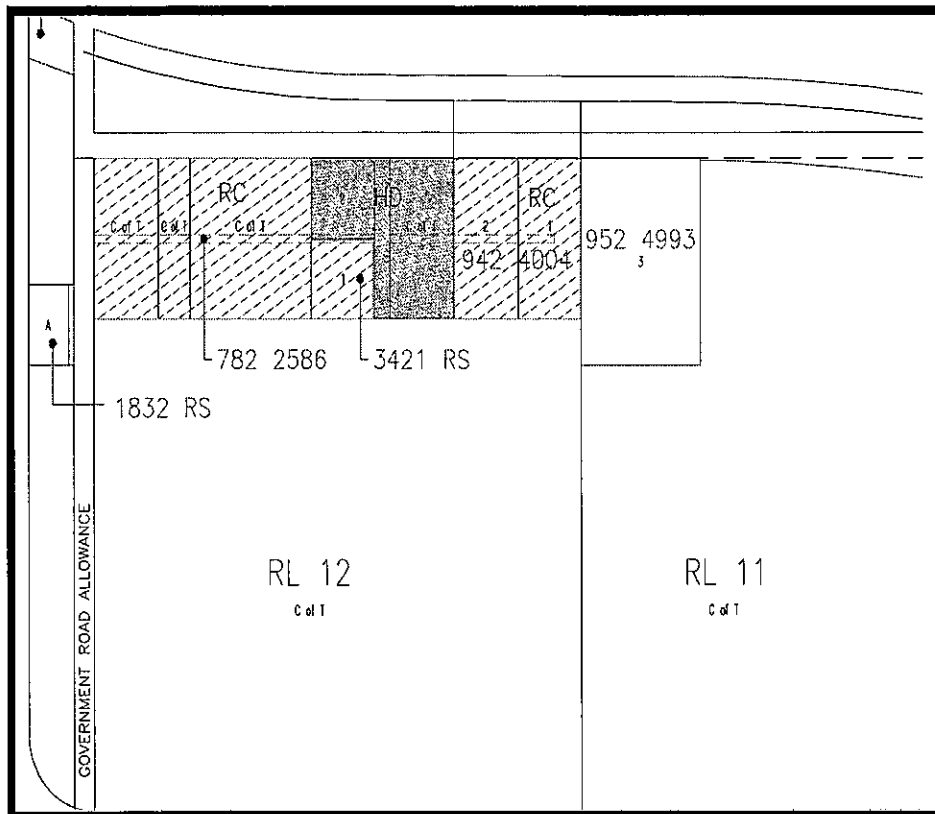 RC
HD
RC
C of T
C of T
C of T
C of T
2
1
942 4004
952 4993
3
1
A
782 2586
3421 RS
1832 RS
GOVERNMENT ROAD ALLOWANCE
RL 12
C of T
RL 11
C of T